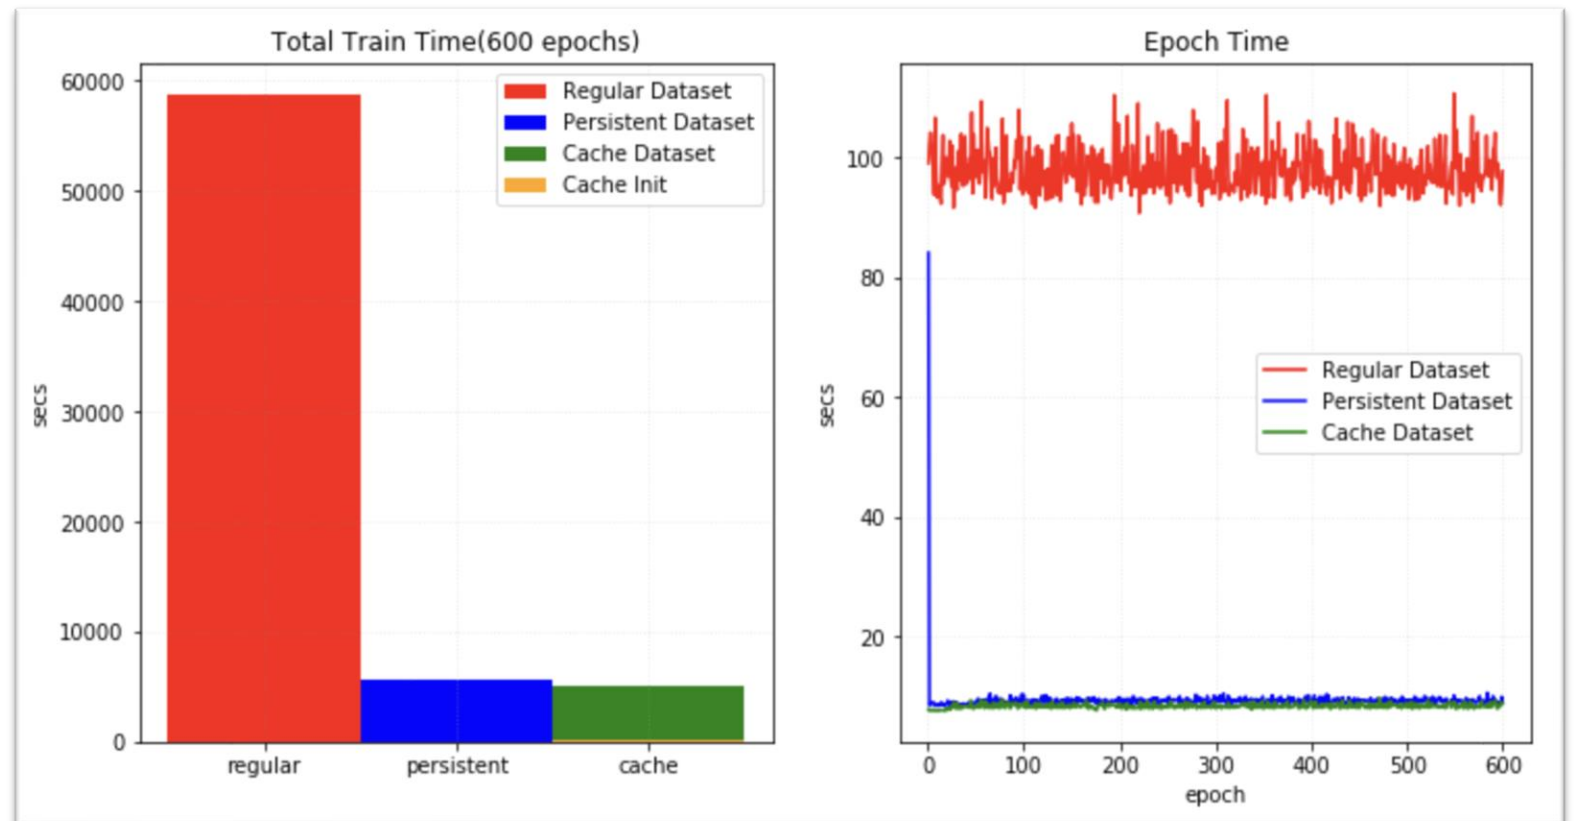 Total Train Time(600 epochs)
60000
50000
40000
30000
20000
10000
0
secs
Regular Dataset
Persistent Dataset
Cache Dataset
Cache Init
regular
persistent
cache
Epoch Time
100
80
60
40
20
secs
Regular Dataset
Persistent Dataset
Cache Dataset
0
100
200
300
400
500
600
epoch